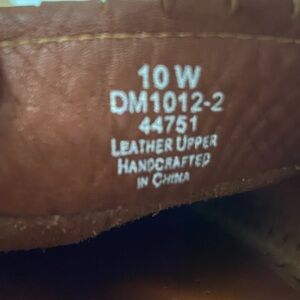 10 W
DM1012-2
44751
LEATHER UPPER
HANDCRAFTED
IN CHINA